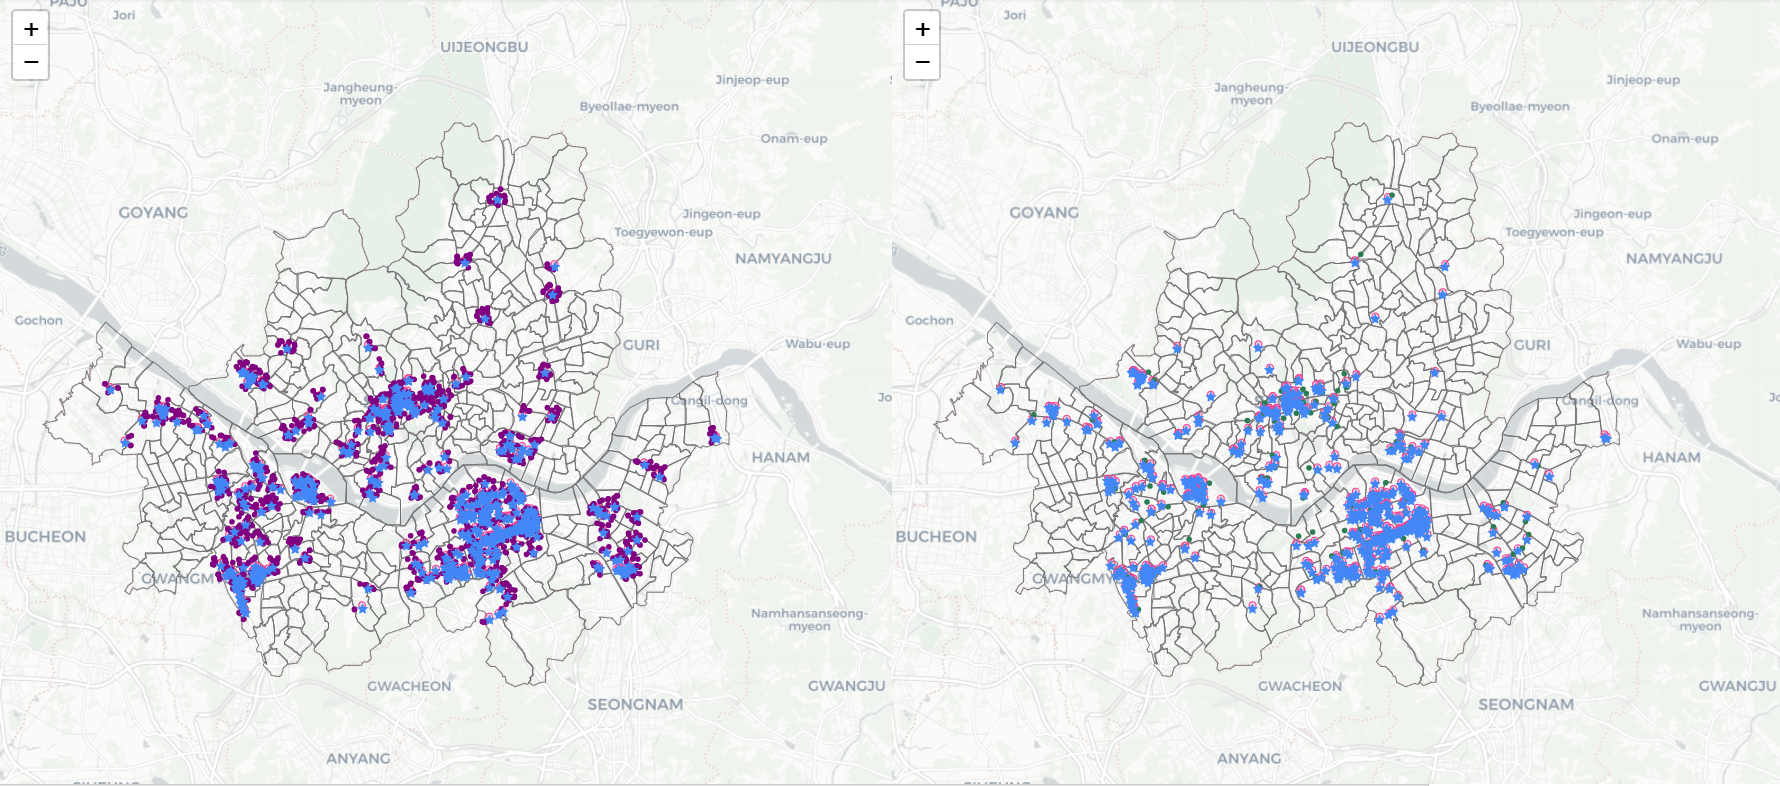 PAJU
Jori
+
−
UIJEONGBU
Jangheung-
myeon
Jinjeop-eup
Byeollae-myeon
Onam-eup
GOYANG
Jingeon-eup
Toegyewon-eup
NAMYANGJU
Gochon
GURI
Wabu-eup
Gangil-dong
HANAM
BUCHEON
GWANGM
Namhansanseong-
myeon
GWACHEON
GWANGJU
SEONGNAM
ANYANG
PAJU
Jori
+
−
UIJEONGBU
Jangheung-
myeon
Jinjeop-eup
Byeollae-myeon
Onam-eup
GOYANG
Jingeon-eup
Toegyewon-eup
NAMYANGJU
Gochon
GURI
Wabu-eup
Gangil-dong
HANAM
BUCHEON
GWANGMY
Namhansanseong-
myeon
GWACHEON
GWANGJU
SEONGNAM
ANYANG